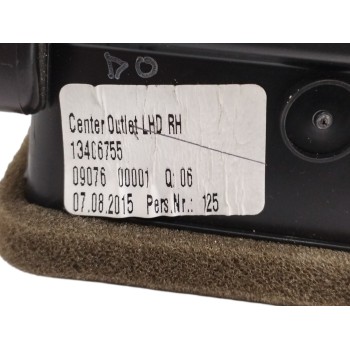 Center Outlet LHD RH
13406755
09076 00001 Q: 06
07.08.2015 Pers.Nr.: 125